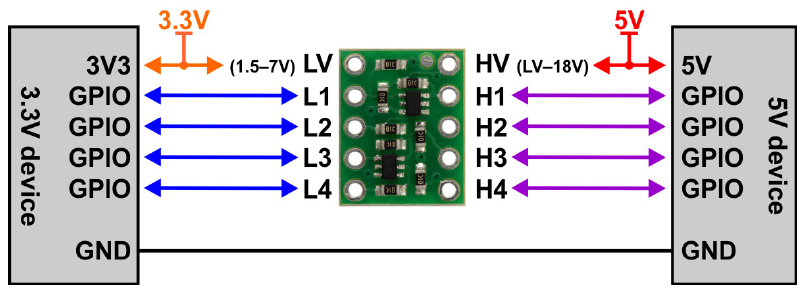 3.3V 5V
3V3 (1.5–7V) LV HV (LV–18V) 5V
GPIO L1 H1 GPIO
GPIO L2 H2 GPIO
GPIO L3 H3 GPIO
GPIO L4 H4 GPIO
GND GND
3.3V device
5V device